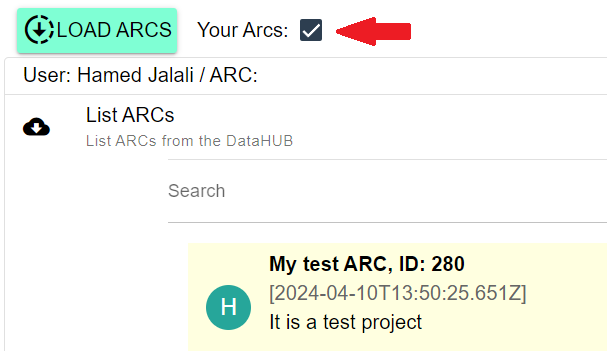 LOAD ARCS Your Arcs:
User: Hamed Jalali / ARC:
List ARCs
List ARCs from the DataHUB
Search
My test ARC, ID: 280
[2024-04-10T13:50:25.651Z]
H
It is a test project